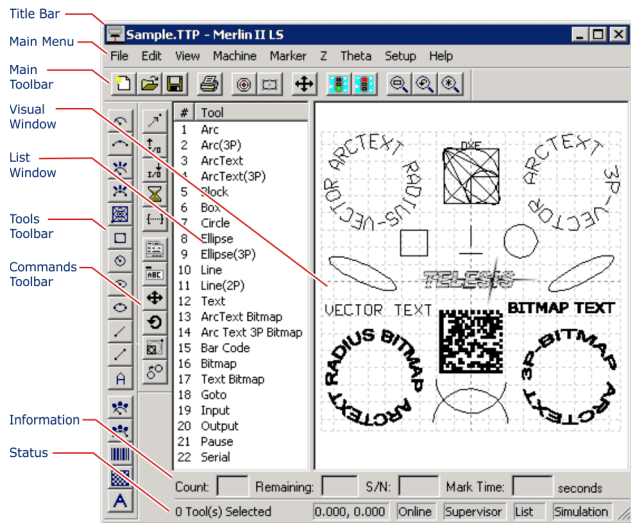 Title Bar
Sample.TTP - Merlin II LS
Main Menu
File Edit View Machine Marker Z Theta Setup Help
Main
Toolbar
Visual
Window
List
Window
Tools
Toolbar
Commands
Toolbar
Information
Status
# Tool
1 Arc
2 Arc(3P)
3 ArcText
4 ArcText(3P)
5 Block
6 Box
7 Circle
8 Ellipse
9 Ellipse(3P)
10 Line
11 Line(2P)
12 Text
13 ArcText Bitmap
14 Arc Text 3P Bitmap
15 Bar Code
16 Bitmap
17 Text Bitmap
18 Goto
19 Input
20 Output
21 Pause
22 Serial
ABC
A
A
ARCTEXT RADIUS-VECTOR
DXF
ARCTEXT 3P-VECTOR
TELESIS
VECTOR TEXT
BITMAP TEXT
RADIUS BITMAP ARCTEXT
3P-BITMAP ARCTEXT
Count: Remaining: S/N: Mark Time: seconds
0 Tool(s) Selected 0.000, 0.000 Online Supervisor List Simulation